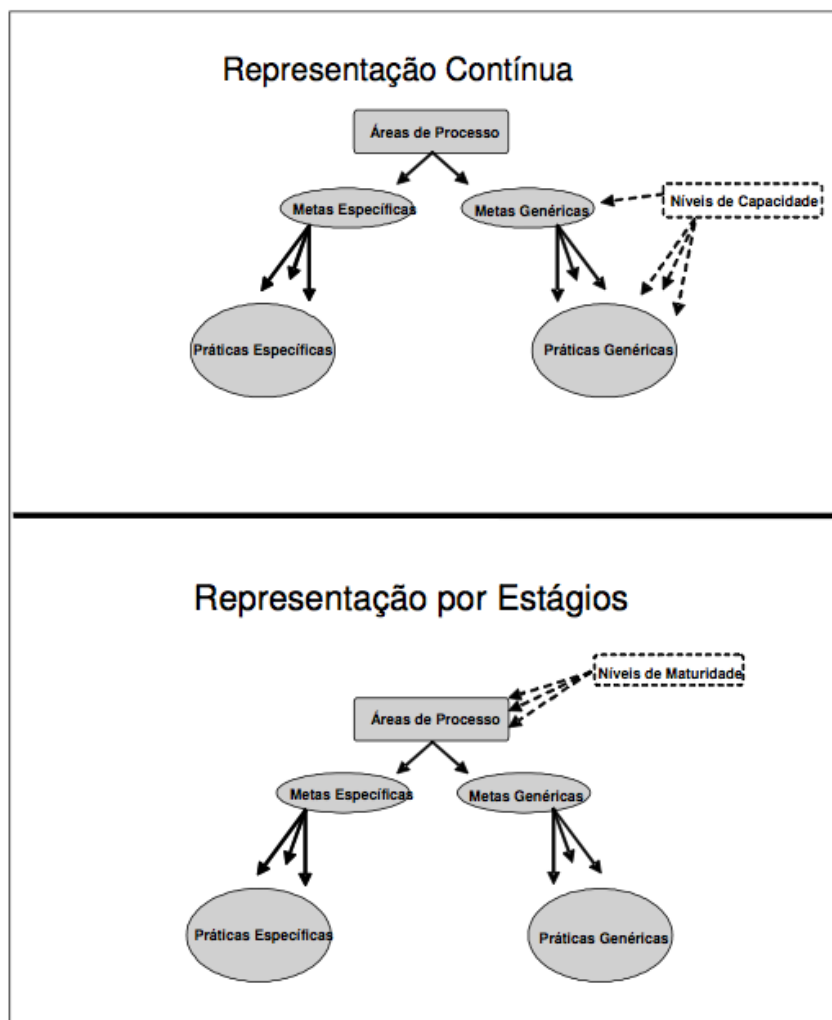 Representação Contínua
Áreas de Processo
Metas Específicas
Metas Genéricas
Níveis de Capacidade
Práticas Específicas
Práticas Genéricas
Representação por Estágios
Níveis de Maturidade
Áreas de Processo
Metas Específicas
Metas Genéricas
Práticas Específicas
Práticas Genéricas